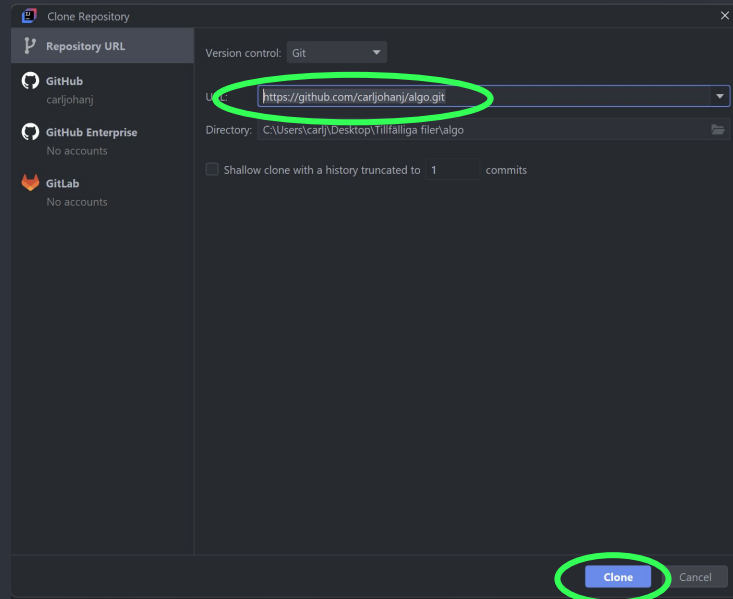 Clone Repository
Repository URL
GitHub
carljohanj
GitHub Enterprise
No accounts
GitLab
No accounts
Version control: Git
URL: https://github.com/carljohanj/algo.git
Directory: C:\Users\carlj\Desktop\Tillfälliga filer\algo
Shallow clone with a history truncated to 1 commits
Clone Cancel